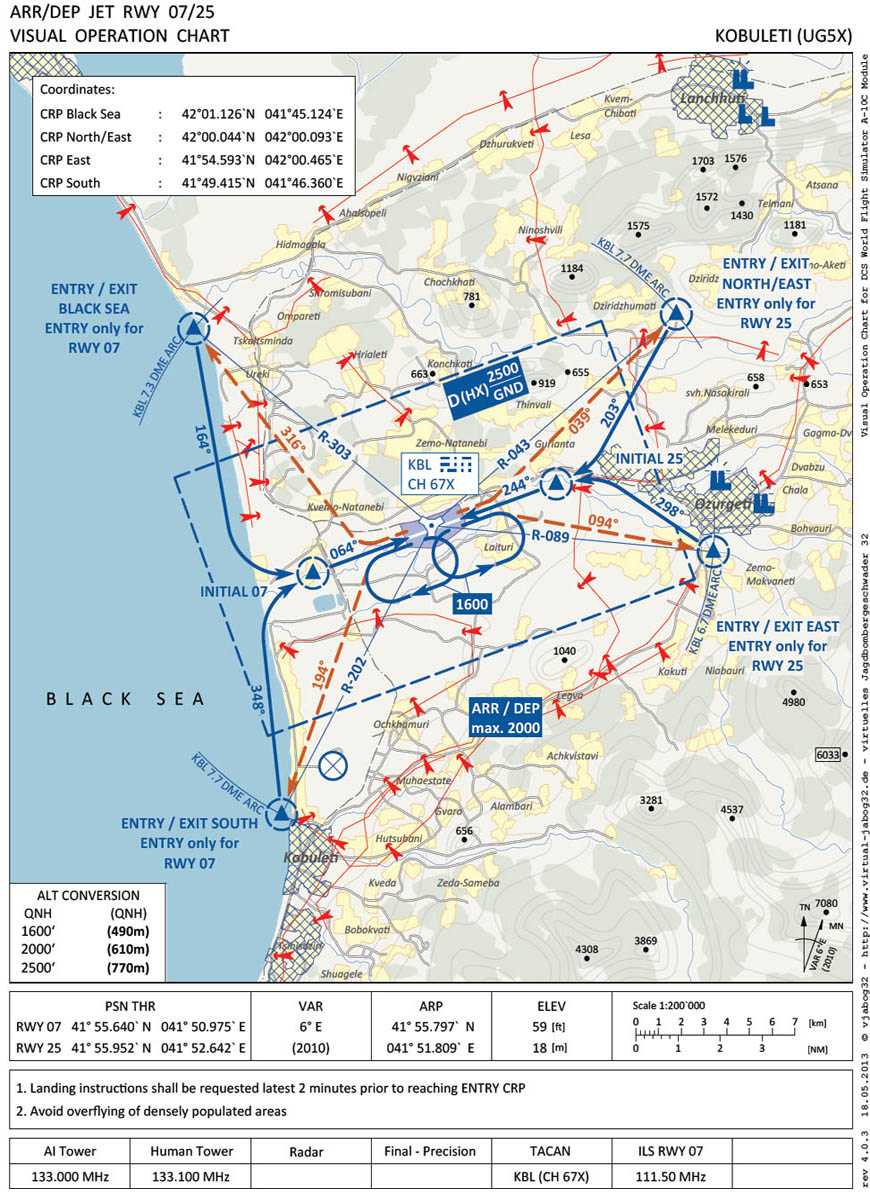 ARR/DEP JET RWY 07/25
VISUAL OPERATION CHART
KOBULETI (UG5X)
Coordinates:
CRP Black Sea : 42°01.126`N 041°45.124`E
CRP North/East : 42°00.044`N 042°00.093`E
CRP East : 41°54.593`N 042°00.465`E
CRP South : 41°49.415`N 041°46.360`E
Lanchhuti
Kvem-
Chibati
Lesa
Dzhurukveti
Nigvziani
Ahalsopeli
Hidmagala
Ninoshvili
1703
1576
1572
1430
Atsana
Telmani
1181
1575
1184
KBL 7.7 DME ARC
ENTRY / EXIT
NORTH/EAST
ENTRY only for
RWY 25
Dziridzhumati
Chochkhati
781
Shromisubani
Ompareti
ENTRY / EXIT
BLACK SEA
ENTRY only for
RWY 07
KBL 7.3 DME ARC
Tskaltsminda
Ureki
Hrialeti
Konchkati
663
D(HX) 2500
GND
919
655
Thinvali
658
653
svh.Nasakirali
Melekeduri
Gamma-Dv
Dvabzu
Chala
Bohvauri
164°
316°
R-303
Zemo-Natanebi
Gurianta
039°
203°
R-043
INITIAL 25
KBL
CH 67X
244°
298°
Ozurgeti
Kvemo-Natanebi
064°
094°
R-089
Laituri
INITIAL 07
1600
Zemo-
Makvaneti
KBL 6.7 DME ARC
ENTRY / EXIT EAST
ENTRY only for
RWY 25
1040
Kakuti
Niabauri
4980
194°
R-202
348°
BLACK SEA
ARR / DEP
max. 2000
Legva
Ochkhamuri
Achkvistavi
6033
KBL 7.7 DME ARC
Muhaestate
Gvara
Alambari
3281
4537
ENTRY / EXIT SOUTH
ENTRY only for
RWY 07
Hutsubani
656
Kobuleti
Kveda
Zeda-Sameba
Bobokvati
Tsihisdziri
Shuagele
4308
3869
7080
TN
MN
VAR 6°E
(2010)
ALT CONVERSION
QNH (QNH)
1600‘ (490m)
2000‘ (610m)
2500‘ (770m)
PSN THR
RWY 07 41° 55.640` N 041° 50.975` E
RWY 25 41° 55.952` N 041° 52.642` E
VAR
6° E
(2010)
ARP
41° 55.797` N
041° 51.809` E
ELEV
59 [ft]
18 [m]
Scale 1:200`000
0 1 2 3 4 5 6 7 [km]
0 1 2 3 [NM]
1. Landing instructions shall be requested latest 2 minutes prior to reaching ENTRY CRP
2. Avoid overflying of densely populated areas
AI Tower
133.000 MHz
Human Tower
133.100 MHz
Radar
Final - Precision
TACAN
KBL (CH 67X)
ILS RWY 07
111.50 MHz
rev 4.0.3 18.05.2013 © vjabog32 - http://www.virtual-jabog32.de - virtuelles Jagdbombergeschwader 32
Visual Operation Chart for DCS World Flight Simulator A-10C Module